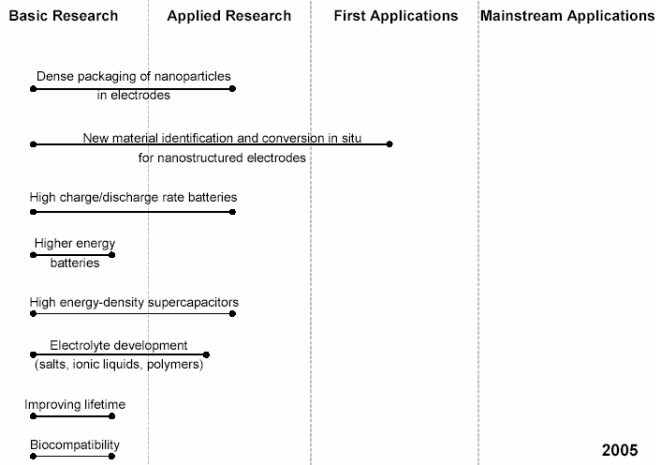 Basic Research Applied Research First Applications Mainstream Applications
Dense packaging of nanoparticles
in electrodes
New material identification and conversion in situ
for nanostructured electrodes
High charge/discharge rate batteries
Higher energy
batteries
High energy-density supercapacitors
Electrolyte development
(salts, ionic liquids, polymers)
Improving lifetime
Biocompatibility
2005